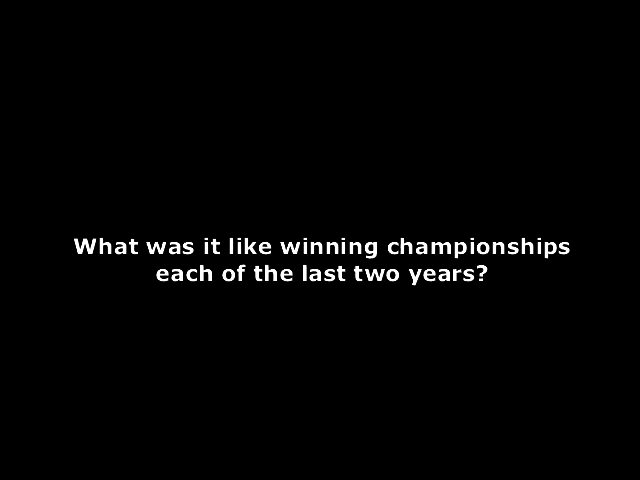 What was it like winning championships
each of the last two years?